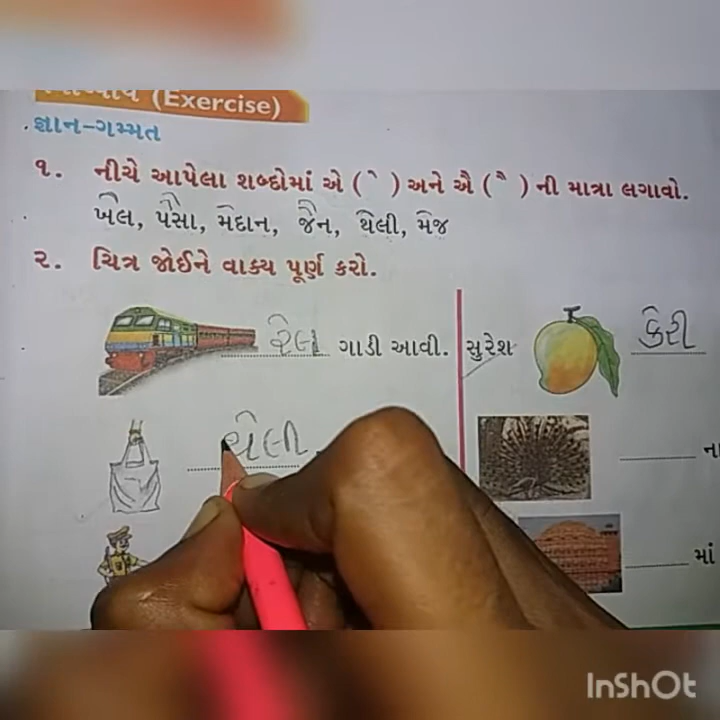 (Exercise)
જ્ઞાન-ગમ્મત
૧. નીચે આપેલા શબ્દોમાં એ ( ે ) અને ઐ ( ૈ ) ની માત્રા લગાવો.
ખેલ, પૈસા, મેદાન, જૈન, થેલી, મેજ
૨. ચિત્ર જોઈને વાક્ય પૂર્ણ કરો.
રેલ ગાડી આવી. સુરેશ કેરી
થેલી
ના
માં
InShOt